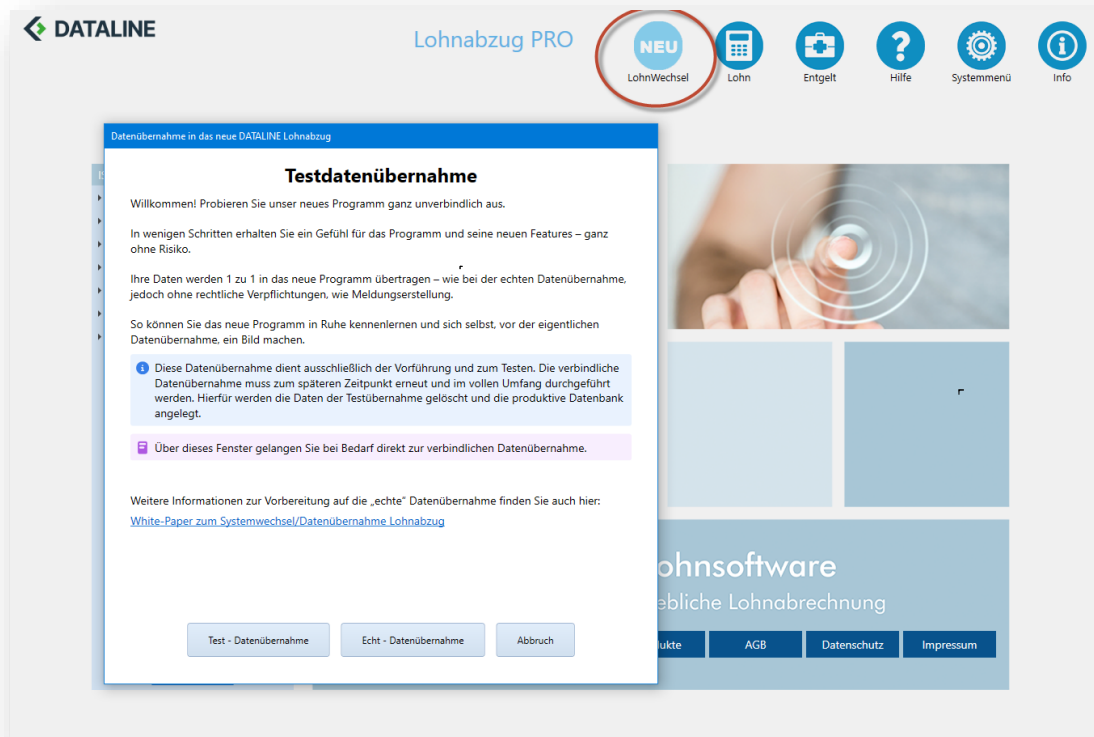 DATALINE
Lohnabzug PRO
NEU
LohnWechsel
Lohn
Entgelt
Hilfe
Systemmenü
Info
Datenübernahme in das neue DATALINE Lohnabzug
Testdatenübernahme
Willkommen! Probieren Sie unser neues Programm ganz unverbindlich aus.
In wenigen Schritten erhalten Sie ein Gefühl für das Programm und seine neuen Features – ganz
ohne Risiko.
Ihre Daten werden 1 zu 1 in das neue Programm übertragen – wie bei der echten Datenübernahme,
jedoch ohne rechtliche Verpflichtungen, wie Meldungserstellung.
So können Sie das neue Programm in Ruhe kennenlernen und sich selbst, vor der eigentlichen
Datenübernahme, ein Bild machen.
Diese Datenübernahme dient ausschließlich der Vorführung und zum Testen. Die verbindliche
Datenübernahme muss zum späteren Zeitpunkt erneut und im vollen Umfang durchgeführt
werden. Hierfür werden die Daten der Testübernahme gelöscht und die produktive Datenbank
angelegt.
Über dieses Fenster gelangen Sie bei Bedarf direkt zur verbindlichen Datenübernahme.
Weitere Informationen zur Vorbereitung auf die „echte" Datenübernahme finden Sie auch hier:
White-Paper zum Systemwechsel/Datenübernahme Lohnabzug
Test - Datenübernahme
Echt - Datenübernahme
Abbruch
ohnsoftware
ebliche Lohnabrechnung
ukte
AGB
Datenschutz
Impressum